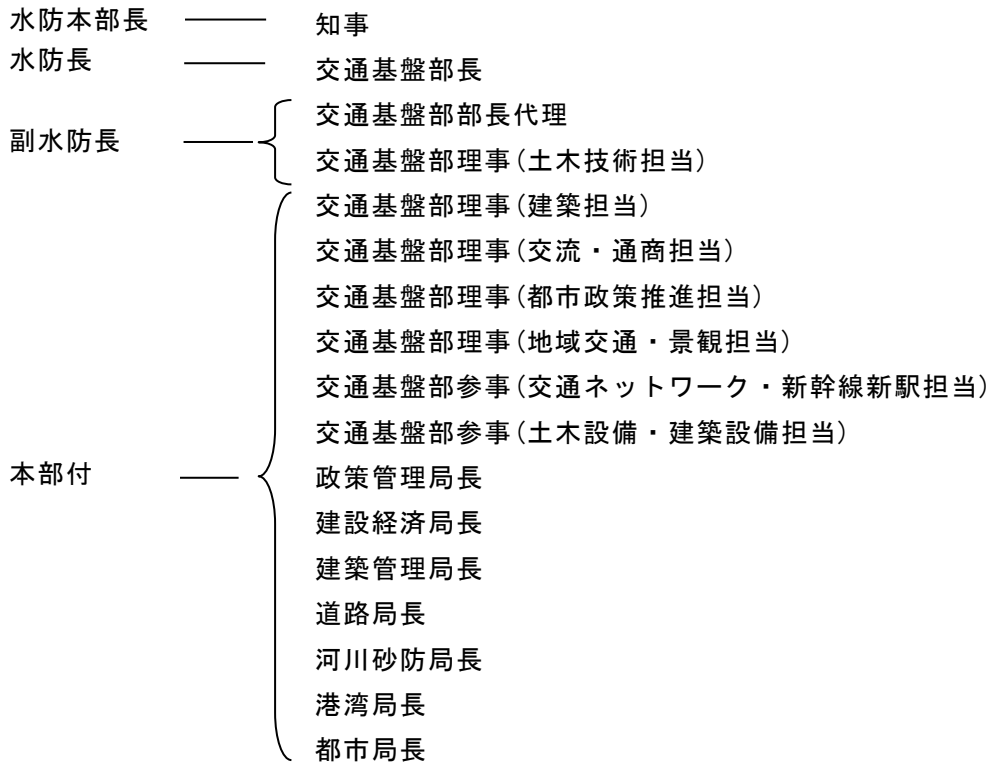 水防本部長 知事
水防長 交通基盤部長
交通基盤部部長代理
副水防長
交通基盤部理事(土木技術担当)
交通基盤部理事(建築担当)
交通基盤部理事(交流・通商担当)
交通基盤部理事(都市政策推進担当)
交通基盤部理事(地域交通・景観担当)
交通基盤部参事(交通ネットワーク・新幹線新駅担当)
交通基盤部参事(土木設備・建築設備担当)
本部付 政策管理局長
建設経済局長
建築管理局長
道路局長
河川砂防局長
港湾局長
都市局長